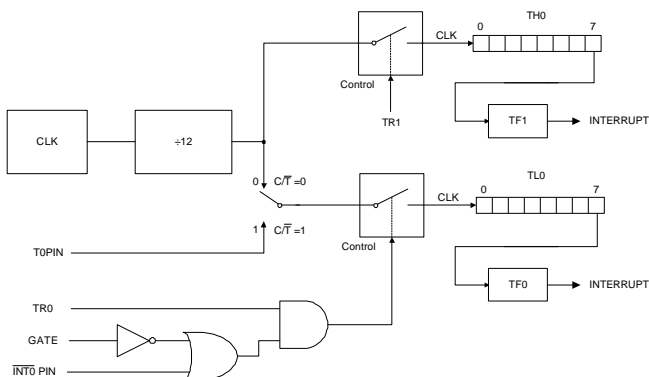 TH0
0 7
CLK
Control
TR1
TF1
INTERRUPT
CLK
÷12
0 C/T̅ =0
1 C/T̅ =1
T0PIN
Control
CLK
TL0
0 7
TF0
INTERRUPT
TR0
GATE
I̅N̅T̅0̅ PIN